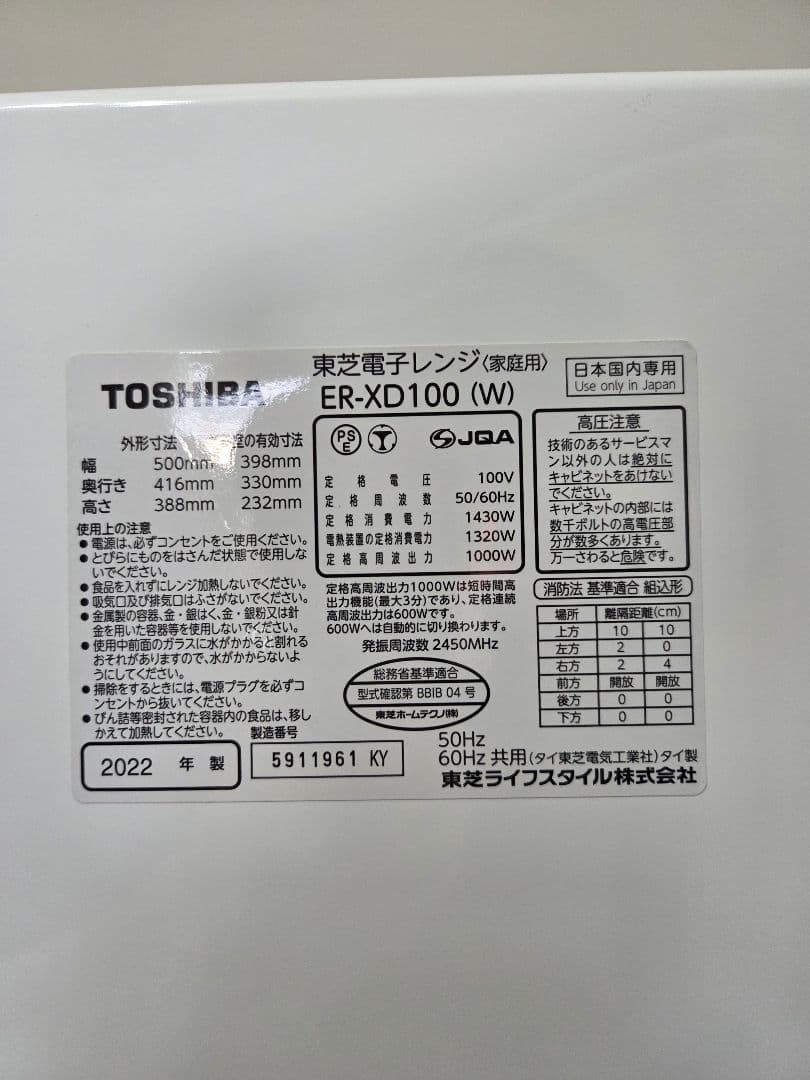 東芝電子レンジ〈家庭用〉
TOSHIBA
ER-XD100 (W)
日本国内専用
Use only in Japan
外形寸法 の有効寸法
幅 500mm 398mm
奥行き 416mm 330mm
高さ 388mm 232mm
使用上の注意
●電源は、必ずコンセントをご使用ください。
●とびらにものをはさんだ状態で使用しな
いでください。
●食品を入れずにレンジ加熱しないでください。
●吸気口及び排気口はふさがないでください。
●金属製の容器、金・銀はく、金・銀粉又は針
金を用いた容器等を使用しないでください。
●使用中前面のガラスに水がかかると割れる
おそれがありますので、水がかからないよ
うにしてください。
●掃除をするときには、電源プラグを必ずコ
ンセントから抜いてください。
●びん詰等密封された容器内の食品は、移し
かえて加熱してください。
PS
E
JQA
定格電圧 100V
定格周波数 50/60Hz
定格消費電力 1430W
電熱装置の定格消費電力 1320W
定格高周波出力 1000W
定格高周波出力1000Wは短時間高
出力機能(最大3分)であり、定格連続
高周波出力は600Wです。
600Wへは自動的に切り換わります。
発振周波数 2450MHz
総務省基準適合
型式確認第 BBIB 04 号
東芝ホームテクノ(株)
高圧注意
技術のあるサービスマ
ン以外の人は絶対に
キャビネットをあけない
でください。
キャビネットの内部には
数千ボルトの高電圧部
分が数多くあります。
万一さわると危険です。
消防法 基準適合 組込形
場所 離隔距離(cm)
上方 10 10
左方 2 0
右方 2 4
前方 開放 開放
後方 0 0
下方 0 0
2022 年 製
製造番号
5911961 KY
50Hz
60Hz 共用 (タイ東芝電気工業社) タイ製
東芝ライフスタイル株式会社